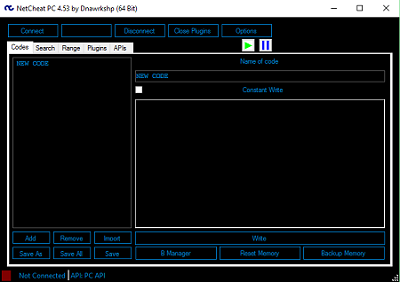 NetCheat PC 4.53 by Dnawrkshp (64 Bit)
Connect Disconnect Close Plugins Options
Codes Search Range Plugins APIs
NEW CODE
Name of code
NEW CODE
Constant Write
Add Remove Import
Save As Save All Save
Write
B Manager Reset Memory Backup Memory
Not Connected API: PC API